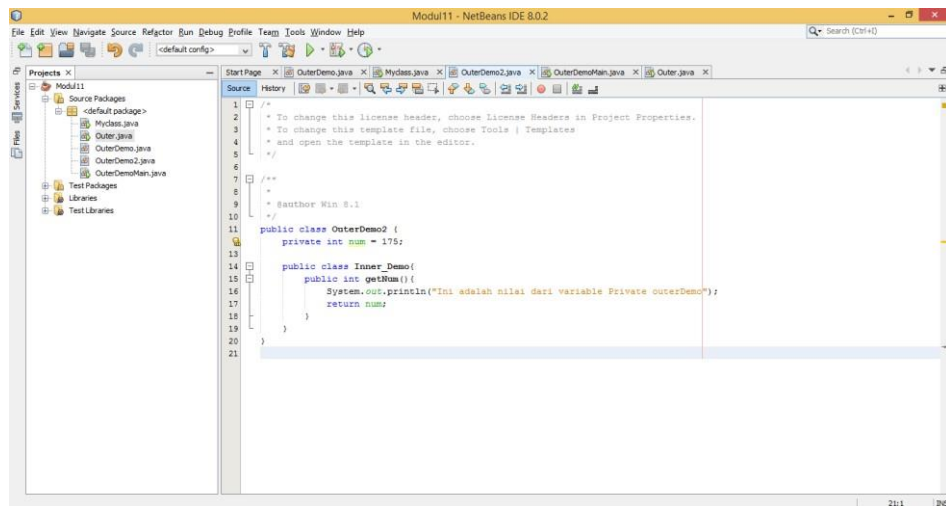 Modul11 - NetBeans IDE 8.0.2
File Edit View Navigate Source Refactor Run Debug Profile Team Tools Window Help
Search (Ctrl+I)
<default config>
Projects
Services
Files
Modul11
Source Packages
<default package>
Myclass.java
Outer.java
OuterDemo.java
OuterDemo2.java
OuterDemoMain.java
Test Packages
Libraries
Test Libraries
Start Page OuterDemo.java Myclass.java OuterDemo2.java OuterDemoMain.java Outer.java
Source History
1 /*
2 * To change this license header, choose License Headers in Project Properties.
3 * To change this template file, choose Tools | Templates
4 * and open the template in the editor.
5 */
6
7 /**
8 *
9 * @author Win 8.1
10 */
11 public class OuterDemo2 {
private int num = 175;
13
14 public class Inner_Demo{
15 public int getNum(){
16 System.out.println("Ini adalah nilai dari variable Private outerDemo");
17 return num;
18 }
19 }
20 }
21
21:1 INS